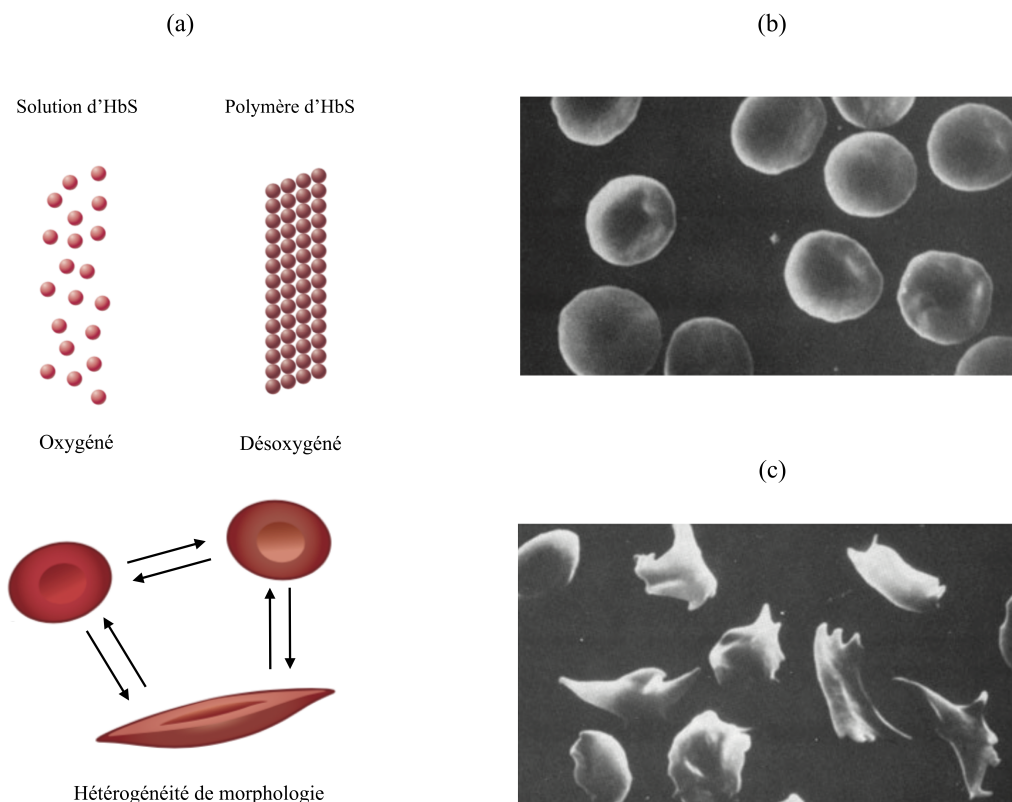 (a)
(b)
Solution d’HbS
Polymère d’HbS
Oxygéné
Désoxygéné
(c)
Hétérogénéité de morphologie